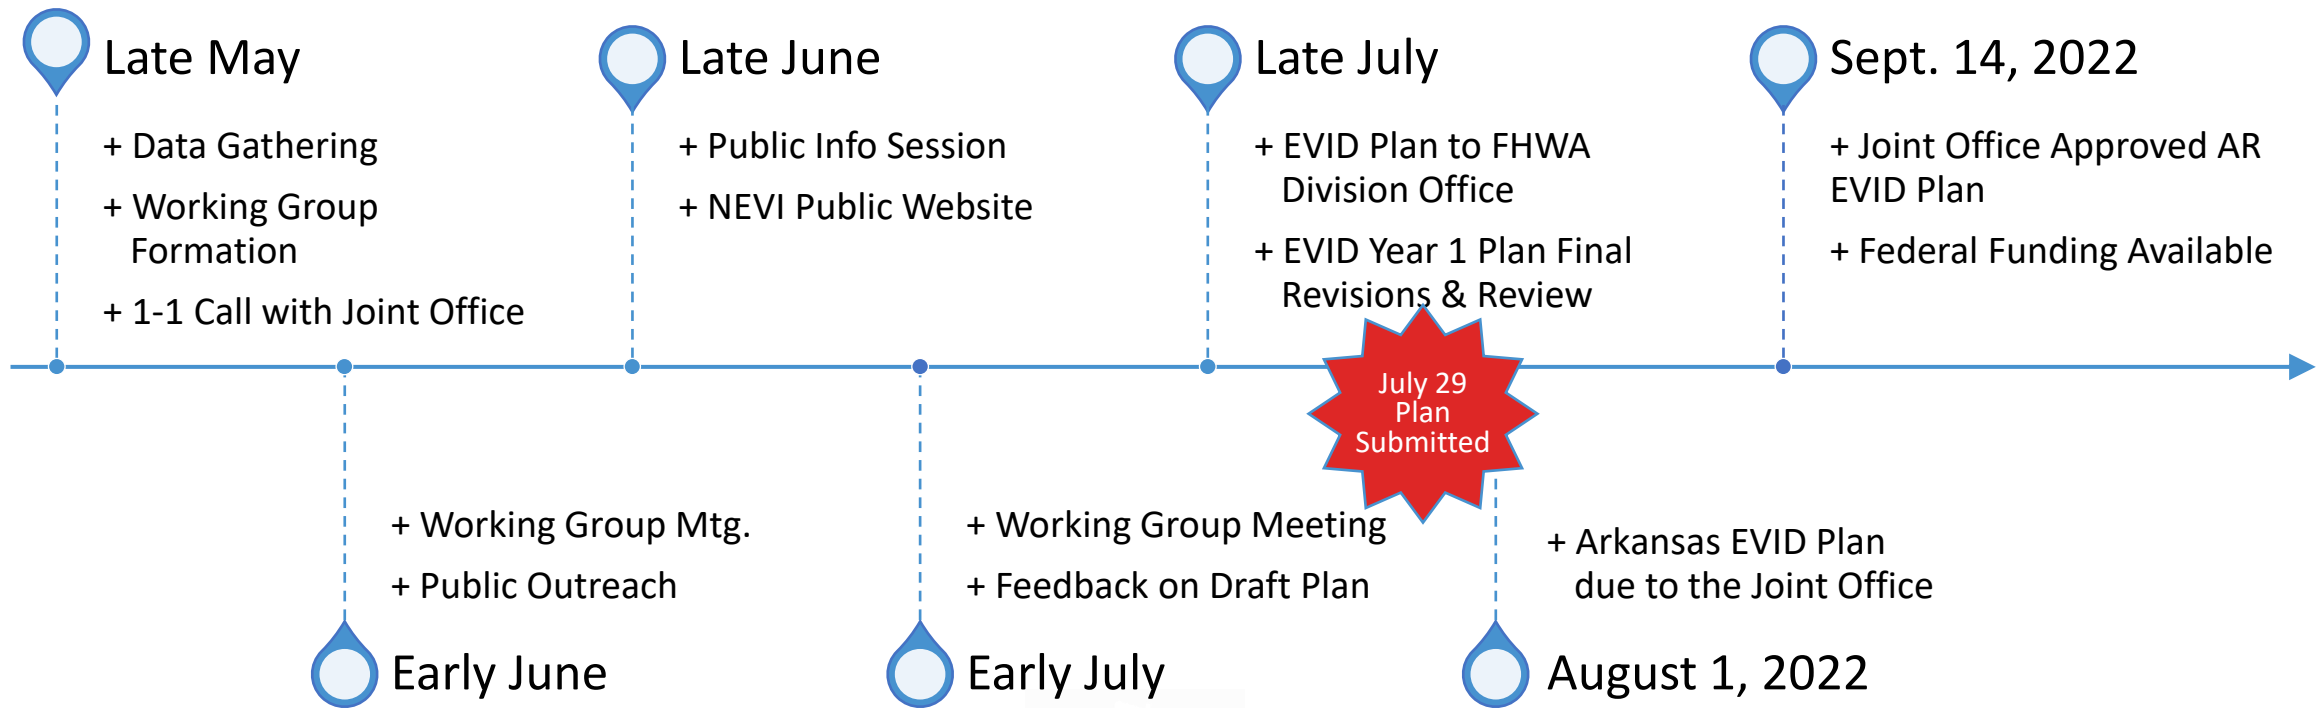 Late May
+ Data Gathering
+ Working Group
Formation
+ 1-1 Call with Joint Office
Early June
+ Working Group Mtg.
+ Public Outreach
Late June
+ Public Info Session
+ NEVI Public Website
Early July
+ Working Group Meeting
+ Feedback on Draft Plan
Late July
+ EVID Plan to FHWA
Division Office
+ EVID Year 1 Plan Final
Revisions & Review
July 29
Plan
Submitted
August 1, 2022
+ Arkansas EVID Plan
due to the Joint Office
Sept. 14, 2022
+ Joint Office Approved AR
EVID Plan
+ Federal Funding Available